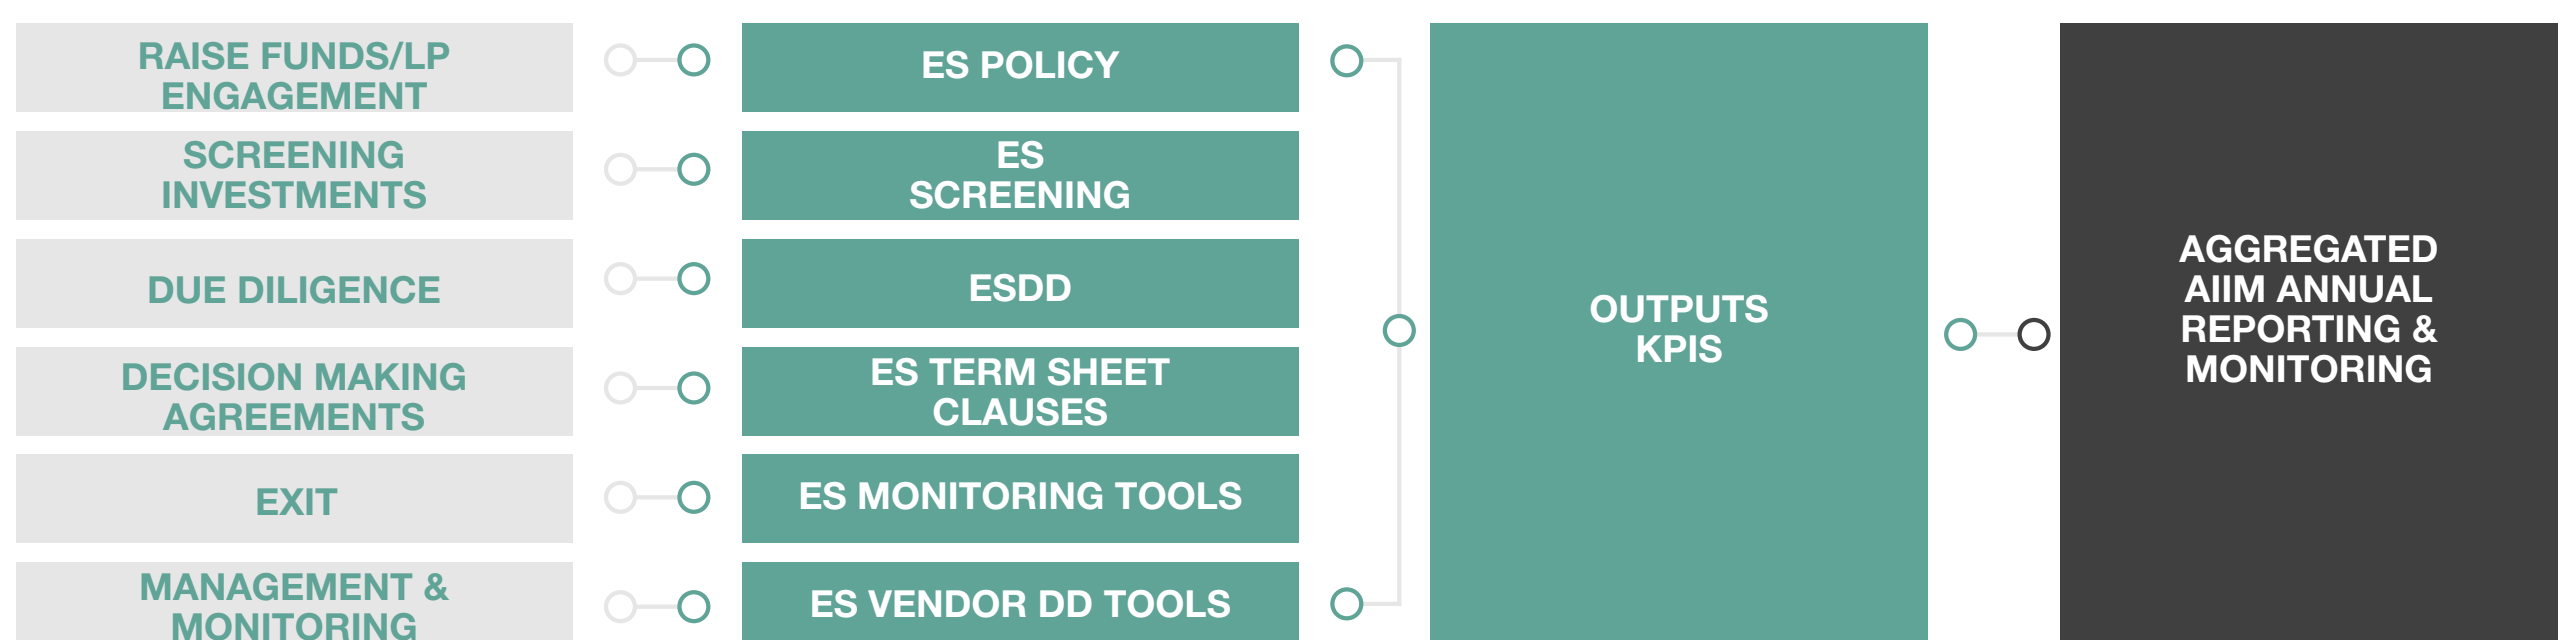 RAISE FUNDS/LP
ENGAGEMENT
ES POLICY
SCREENING
INVESTMENTS
ES
SCREENING
DUE DILIGENCE
ESDD
DECISION MAKING
AGREEMENTS
ES TERM SHEET
CLAUSES
EXIT
ES MONITORING TOOLS
MANAGEMENT &
MONITORING
ES VENDOR DD TOOLS
OUTPUTS
KPIS
AGGREGATED
AIIM ANNUAL
REPORTING &
MONITORING